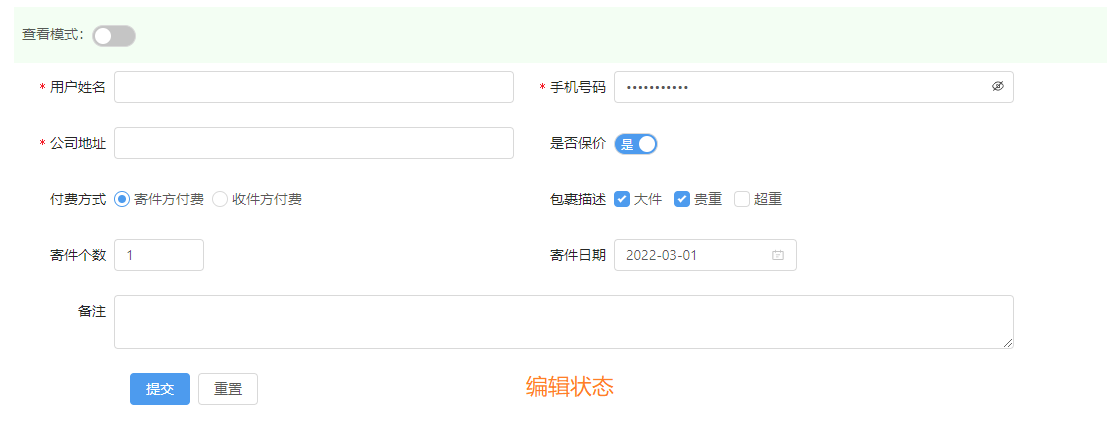 查看模式：
* 用户姓名
* 手机号码 •••••••••••
* 公司地址
是否保价 是
付费方式 寄件方付费 收件方付费
包裹描述 大件 贵重 超重
寄件个数 1
寄件日期 2022-03-01
备注
提交 重置
编辑状态